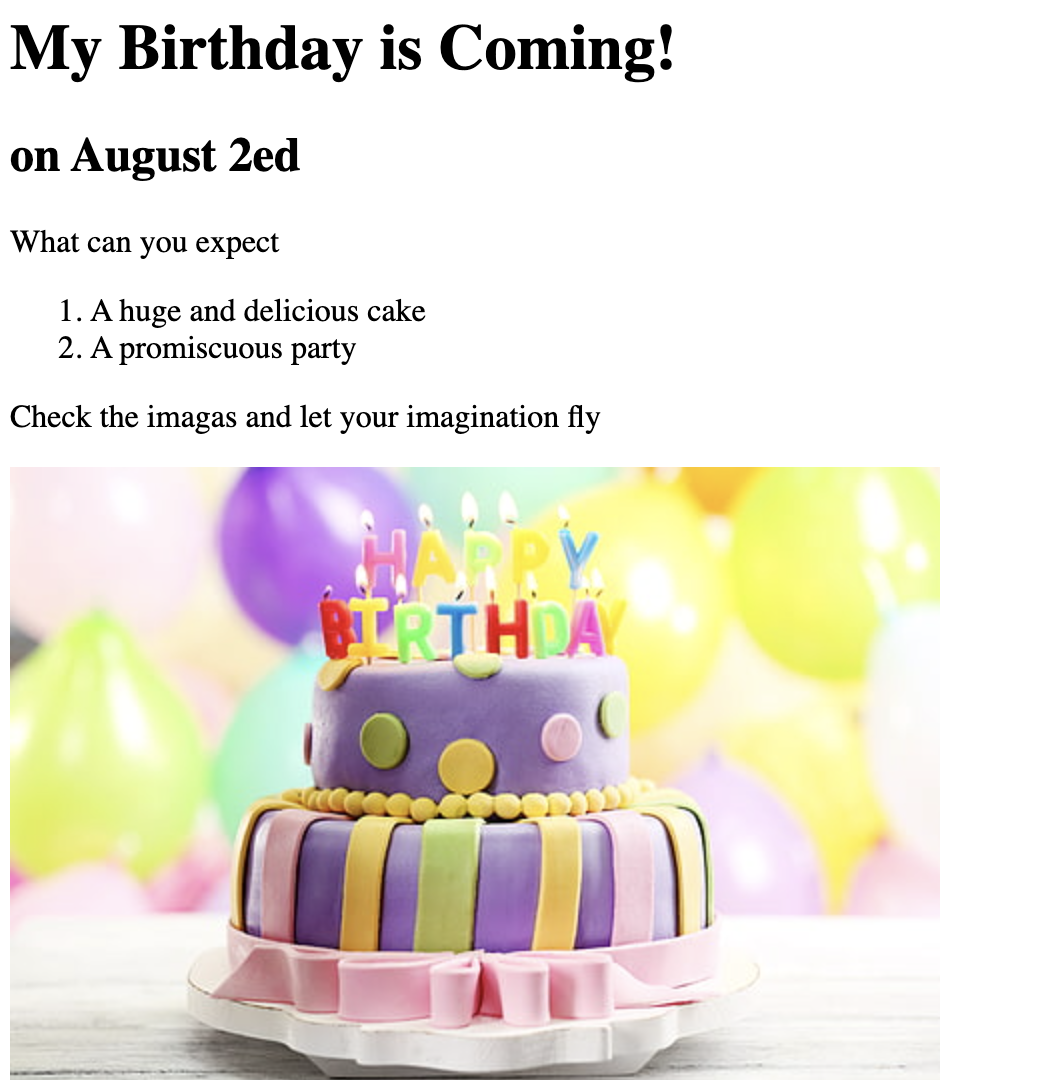 My Birthday is Coming!
on August 2ed
What can you expect
1. A huge and delicious cake
2. A promiscuous party
Check the imagas and let your imagination fly
HAPPY
BIRTHDAY